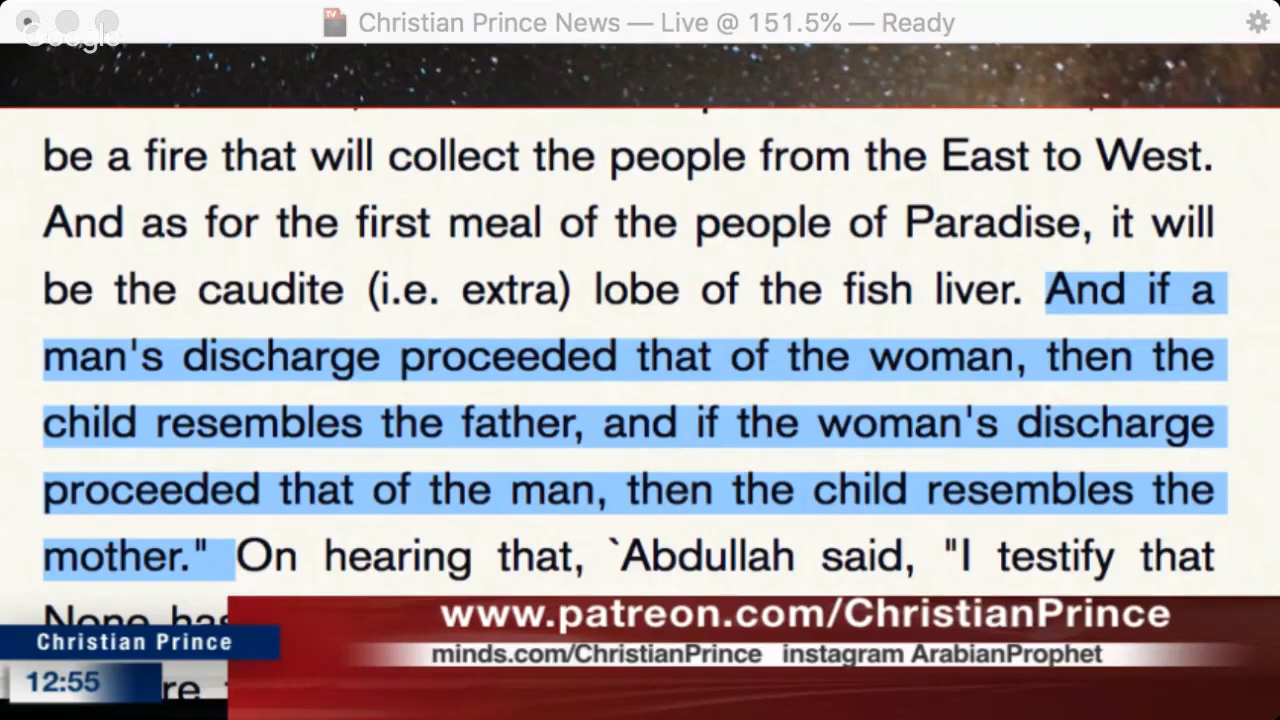 Christian Prince News — Live @ 151.5% — Ready
Google
be a fire that will collect the people from the East to West.
And as for the first meal of the people of Paradise, it will
be the caudite (i.e. extra) lobe of the fish liver. And if a
man's discharge proceeded that of the woman, then the
child resembles the father, and if the woman's discharge
proceeded that of the man, then the child resembles the
mother." On hearing that, `Abdullah said, "I testify that
None has
www.patreon.com/ChristianPrince
Christian Prince
minds.com/ChristianPrince instagram ArabianProphet
12:55